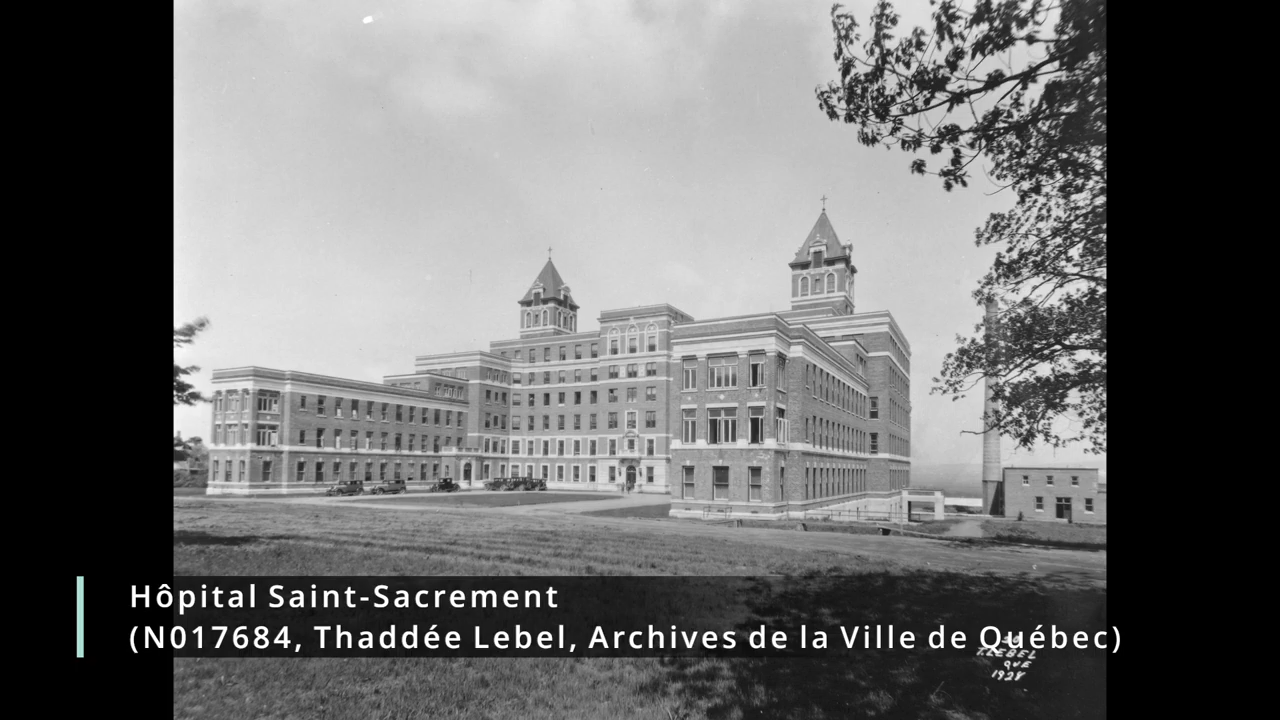 Hôpital Saint-Sacrement
(N017684, Thaddée Lebel, Archives de la Ville de Québec)
T. LEBEL
QUE
1928